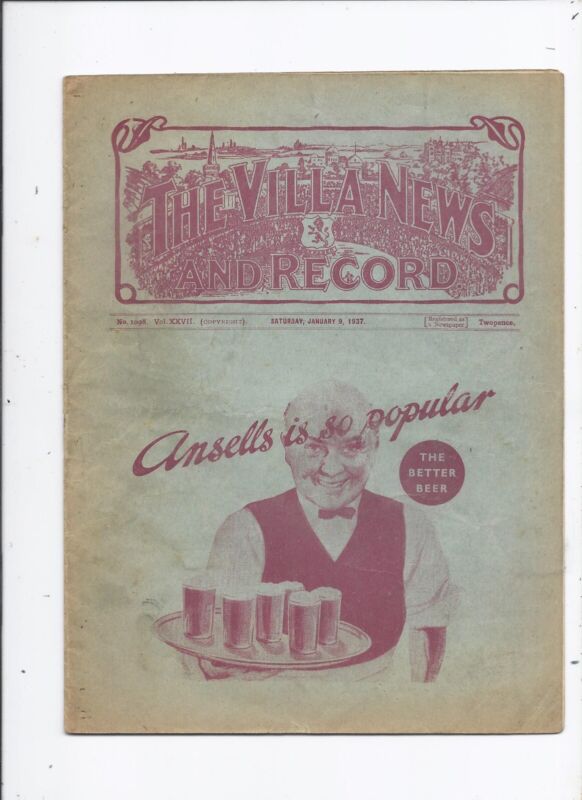 THE VILLA NEWS
AND RECORD
No. 1098. Vol. XXVII. (COPYRIGHT). SATURDAY, JANUARY 9, 1937. [Registered as a Newspaper] Twopence.
Ansells is so popular
THE
BETTER
BEER